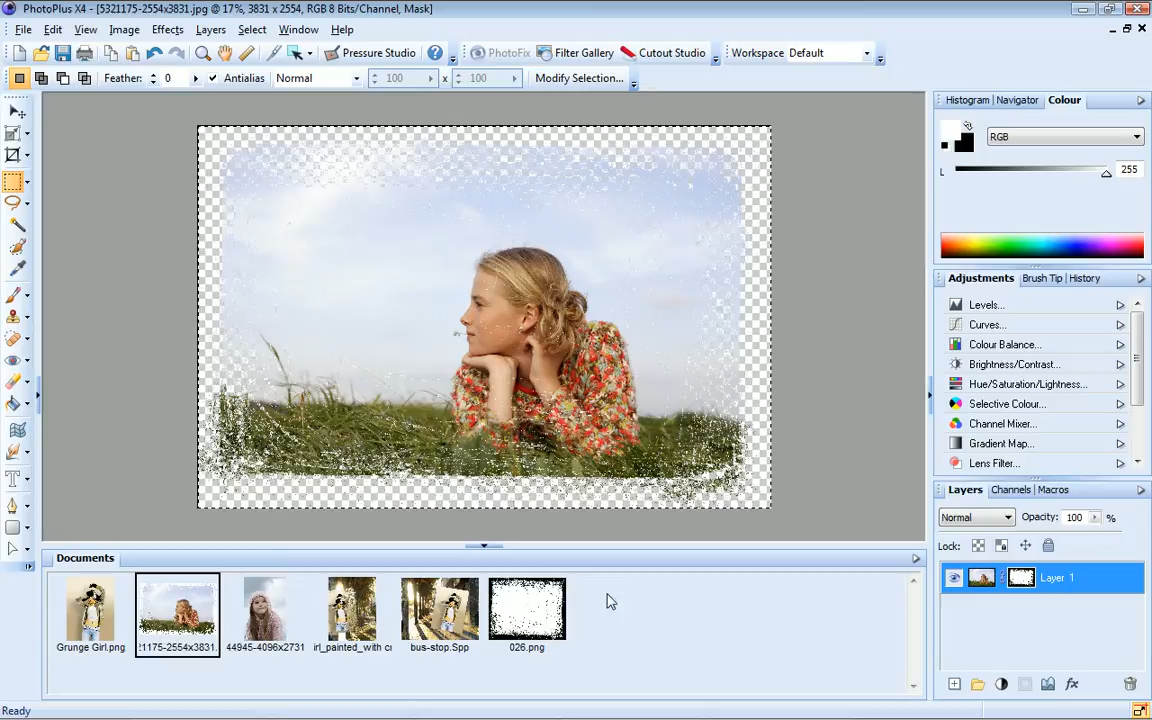 PhotoPlus X4 - [5321175-2554x3831.jpg @ 17%, 3831 x 2554, RGB 8 Bits/Channel, Mask]
File Edit View Image Effects Layers Select Window Help
Pressure Studio PhotoFix Filter Gallery Cutout Studio Workspace Default
Feather: 0 Antialias Normal 100 x 100 Modify Selection...
Histogram Navigator Colour
RGB
L 255
Adjustments Brush Tip History
Levels...
Curves...
Colour Balance...
Brightness/Contrast...
Hue/Saturation/Lightness...
Selective Colour...
Channel Mixer...
Gradient Map...
Lens Filter...
Layers Channels Macros
Normal Opacity: 100 %
Lock:
Layer 1
Documents
Grunge Girl.png 21175-2554x3831. 44945-4096x2731 irl_painted_with cr bus-stop.Spp 026.png
Ready